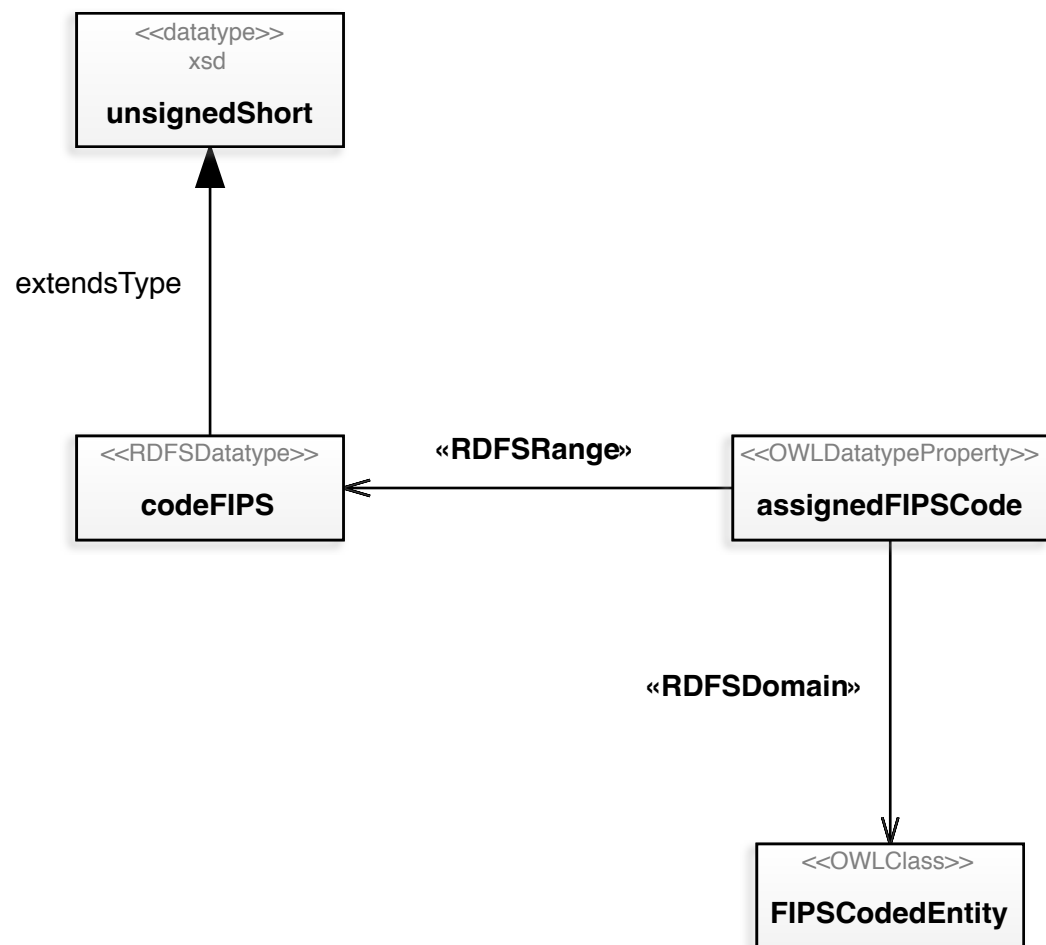 <<datatype>>
xsd
unsignedShort
extendsType
<<RDFSDatatype>>
codeFIPS
«RDFSRange»
<<OWLDatatypeProperty>>
assignedFIPSCode
«RDFSDomain»
<<OWLClass>>
FIPSCodedEntity